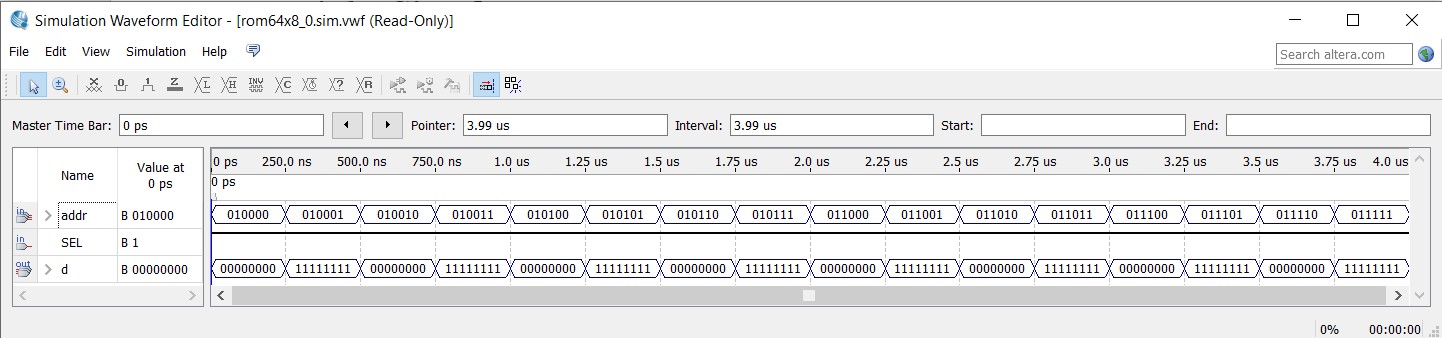 Simulation Waveform Editor - [rom64x8_0.sim.vwf (Read-Only)]
File Edit View Simulation Help
Search altera.com
Master Time Bar: 0 ps Pointer: 3.99 us Interval: 3.99 us Start: End:
Name Value at 0 ps
0 ps 250.0 ns 500.0 ns 750.0 ns 1.0 us 1.25 us 1.5 us 1.75 us 2.0 us 2.25 us 2.5 us 2.75 us 3.0 us 3.25 us 3.5 us 3.75 us 4.0 us
0 ps
in addr B 010000 010000 010001 010010 010011 010100 010101 010110 010111 011000 011001 011010 011011 011100 011101 011110 011111
in SEL B 1
out d B 00000000 00000000 11111111 00000000 11111111 00000000 11111111 00000000 11111111 00000000 11111111 00000000 11111111 00000000 11111111 00000000 11111111
0% 00:00:00